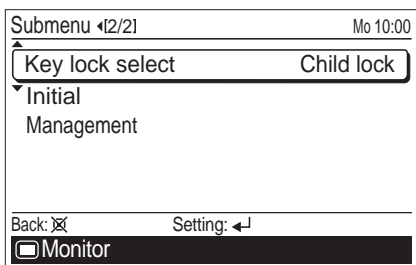 Submenu ◂[2/2] Mo 10:00
Key lock select Child lock
Initial
Management
Back: Setting:
Monitor